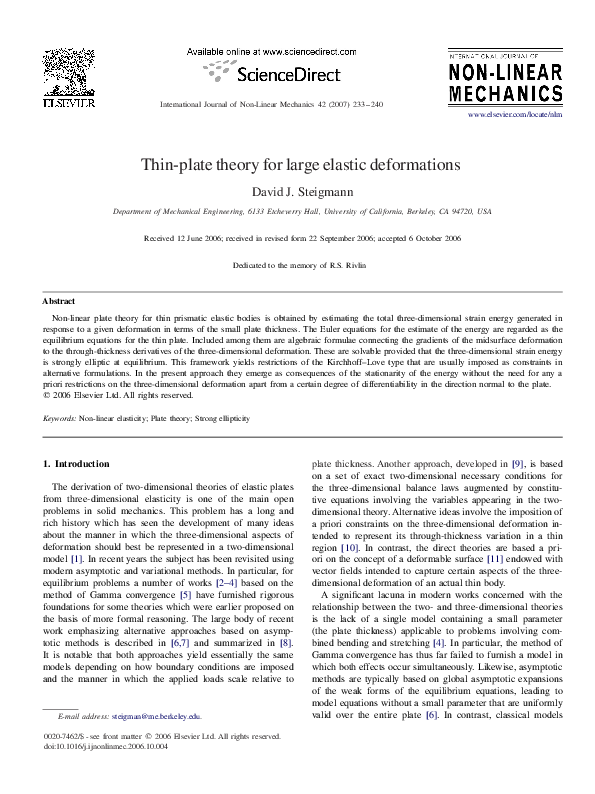 Available online at www.sciencedirect.com
ScienceDirect
ELSEVIER
International Journal of Non-Linear Mechanics 42 (2007) 233–240
INTERNATIONAL JOURNAL OF
NON-LINEAR
MECHANICS
www.elsevier.com/locate/nlm
Thin-plate theory for large elastic deformations
David J. Steigmann
Department of Mechanical Engineering, 6133 Etcheverry Hall, University of California, Berkeley, CA 94720, USA
Received 12 June 2006; received in revised form 22 September 2006; accepted 6 October 2006
Dedicated to the memory of R.S. Rivlin
Abstract
Non-linear plate theory for thin prismatic elastic bodies is obtained by estimating the total three-dimensional strain energy generated in
response to a given deformation in terms of the small plate thickness. The Euler equations for the estimate of the energy are regarded as the
equilibrium equations for the thin plate. Included among them are algebraic formulae connecting the gradients of the midsurface deformation
to the through-thickness derivatives of the three-dimensional deformation. These are solvable provided that the three-dimensional strain energy
is strongly elliptic at equilibrium. This framework yields restrictions of the Kirchhoff–Love type that are usually imposed as constraints in
alternative formulations. In the present approach they emerge as consequences of the stationarity of the energy without the need for any a
priori restrictions on the three-dimensional deformation apart from a certain degree of differentiability in the direction normal to the plate.
© 2006 Elsevier Ltd. All rights reserved.
Keywords: Non-linear elasticity; Plate theory; Strong ellipticity
1. Introduction
The derivation of two-dimensional theories of elastic plates
from three-dimensional elasticity is one of the main open
problems in solid mechanics. This problem has a long and
rich history which has seen the development of many ideas
about the manner in which the three-dimensional aspects of
deformation should best be represented in a two-dimensional
model [1]. In recent years the subject has been revisited using
modern asymptotic and variational methods. In particular, for
equilibrium problems a number of works [2–4] based on the
method of Gamma convergence [5] have furnished rigorous
foundations for some theories which were earlier proposed on
the basis of more formal reasoning. The large body of recent
work emphasizing alternative approaches based on asymp-
totic methods is described in [6,7] and summarized in [8].
It is notable that both approaches yield essentially the same
models depending on how boundary conditions are imposed
and the manner in which the applied loads scale relative to
E-mail address: steigman@me.berkeley.edu.
0020-7462/$ - see front matter © 2006 Elsevier Ltd. All rights reserved.
doi:10.1016/j.ijnonlinmec.2006.10.004
plate thickness. Another approach, developed in [9], is based
on a set of exact two-dimensional necessary conditions for
the three-dimensional balance laws augmented by constitu-
tive equations involving the variables appearing in the two-
dimensional theory. Alternative ideas involve the imposition of
a priori constraints on the three-dimensional deformation in-
tended to represent its through-thickness variation in a thin
region [10]. In contrast, the direct theories are based a pri-
ori on the concept of a deformable surface [11] endowed with
vector fields intended to capture certain aspects of the three-
dimensional deformation of an actual thin body.
A significant lacuna in modern works concerned with the
relationship between the two- and three-dimensional theories
is the lack of a single model containing a small parameter
(the plate thickness) applicable to problems involving com-
bined bending and stretching [4]. In particular, the method of
Gamma convergence has thus far failed to furnish a model in
which both effects occur simultaneously. Likewise, asymptotic
methods are typically based on global asymptotic expansions
of the weak forms of the equilibrium equations, leading to
model equations without a small parameter that are uniformly
valid over the entire plate [6]. In contrast, classical models